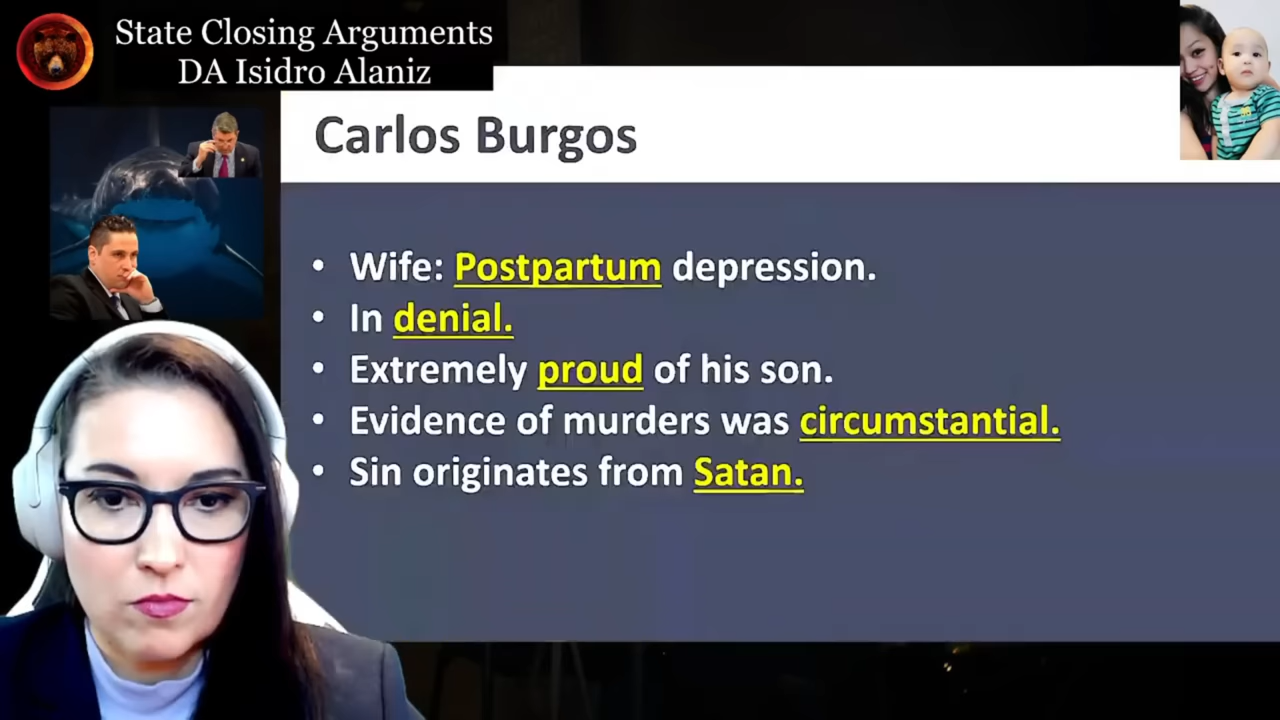 State Closing Arguments
DA Isidro Alaniz
Carlos Burgos
• Wife: Postpartum depression.
• In denial.
• Extremely proud of his son.
• Evidence of murders was circumstantial.
• Sin originates from Satan.